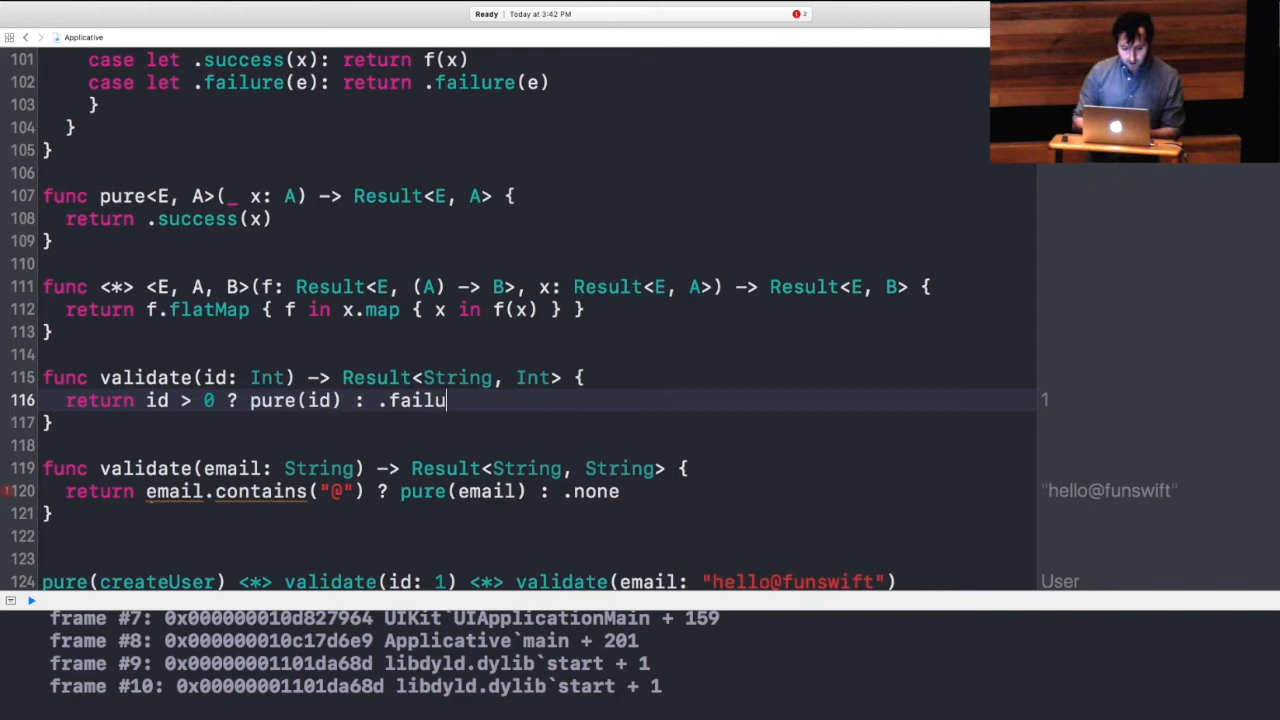 Ready | Today at 3:42 PM
2
Applicative
101 case let .success(x): return f(x)
102 case let .failure(e): return .failure(e)
103 }
104 }
105 }
106
107 func pure<E, A>(_ x: A) -> Result<E, A> {
108 return .success(x)
109 }
110
111 func <*> <E, A, B>(f: Result<E, (A) -> B>, x: Result<E, A>) -> Result<E, B> {
112 return f.flatMap { f in x.map { x in f(x) } }
113 }
114
115 func validate(id: Int) -> Result<String, Int> {
116 return id > 0 ? pure(id) : .failu 1
117 }
118
119 func validate(email: String) -> Result<String, String> {
120 return email.contains("@") ? pure(email) : .none "hello@funswift"
121 }
122
123
124 pure(createUser) <*> validate(id: 1) <*> validate(email: "hello@funswift") User
frame #7: 0x000000010d827964 UIKit`UIApplicationMain + 159
frame #8: 0x000000010c17d6e9 Applicative`main + 201
frame #9: 0x00000001101da68d libdyld.dylib`start + 1
frame #10: 0x00000001101da68d libdyld.dylib`start + 1